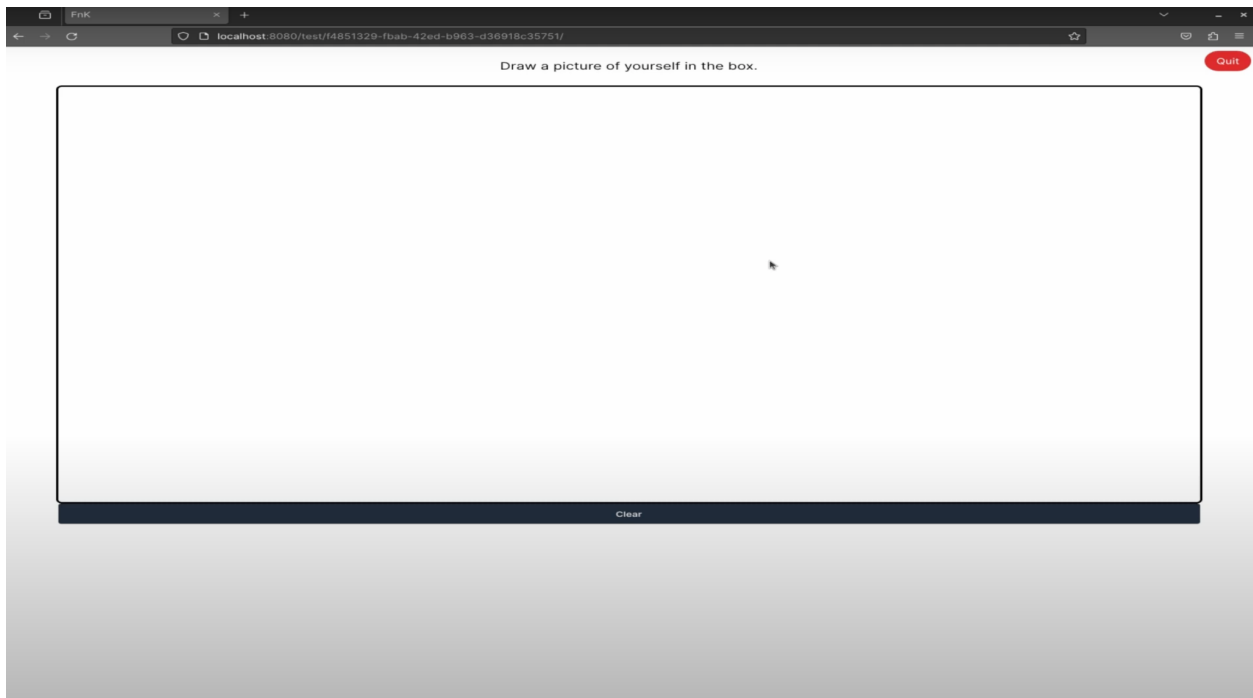 FnK
localhost:8080/test/f4851329-fbab-42ed-b963-d36918c35751/
Draw a picture of yourself in the box.
Quit
Clear